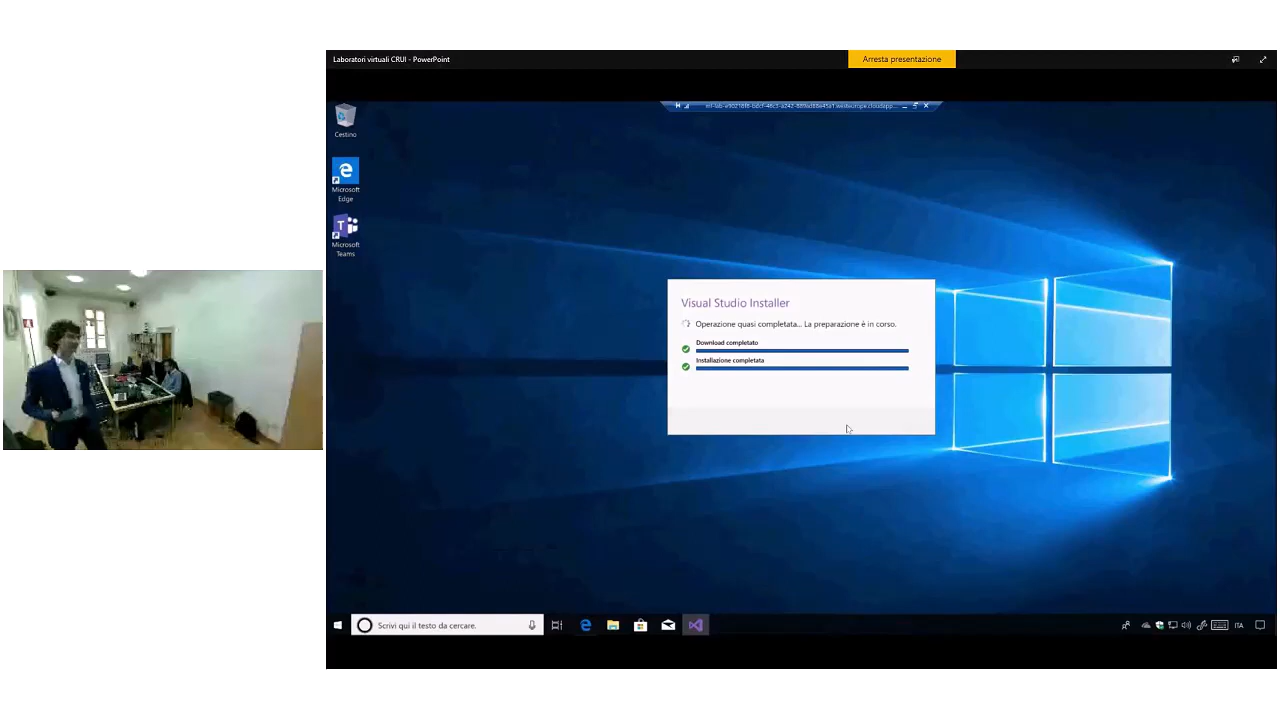 Laboratori virtuali CRUI - PowerPoint
Arresta presentazione
Cestino
Microsoft
Edge
Microsoft
Teams
Visual Studio Installer
Operazione quasi completata... La preparazione è in corso.
Download completato
Installazione completata
Scrivi qui il testo da cercare.
ITA